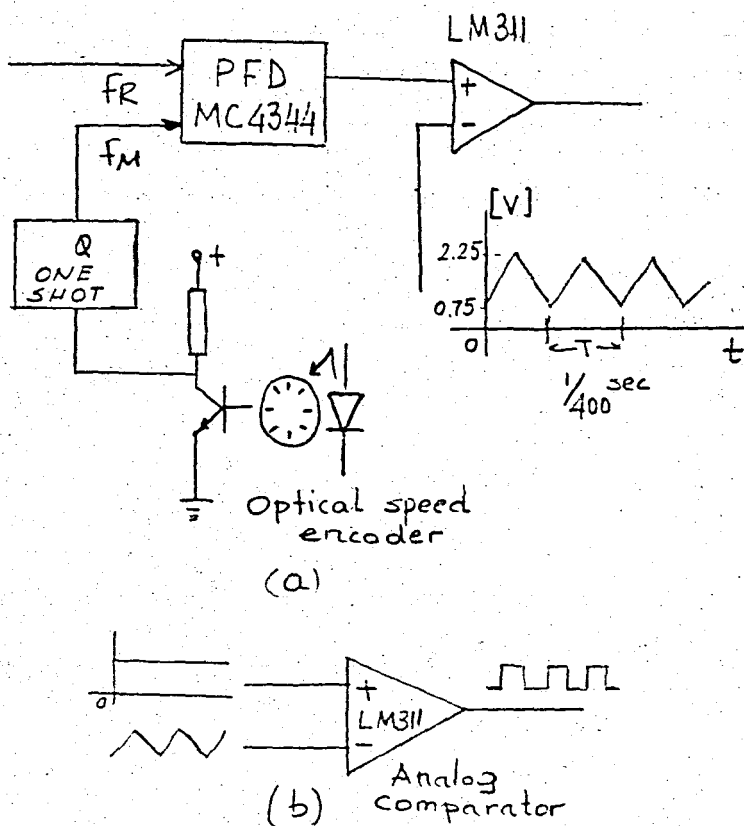 LM311
PFD
MC4344
fR
fM
+
-
[V]
2.25
0.75
0
T
t
1/400 sec
Q
ONE
SHOT
+
Optical speed
encoder
(a)
0
+
LM311
-
Analog
comparator
(b)